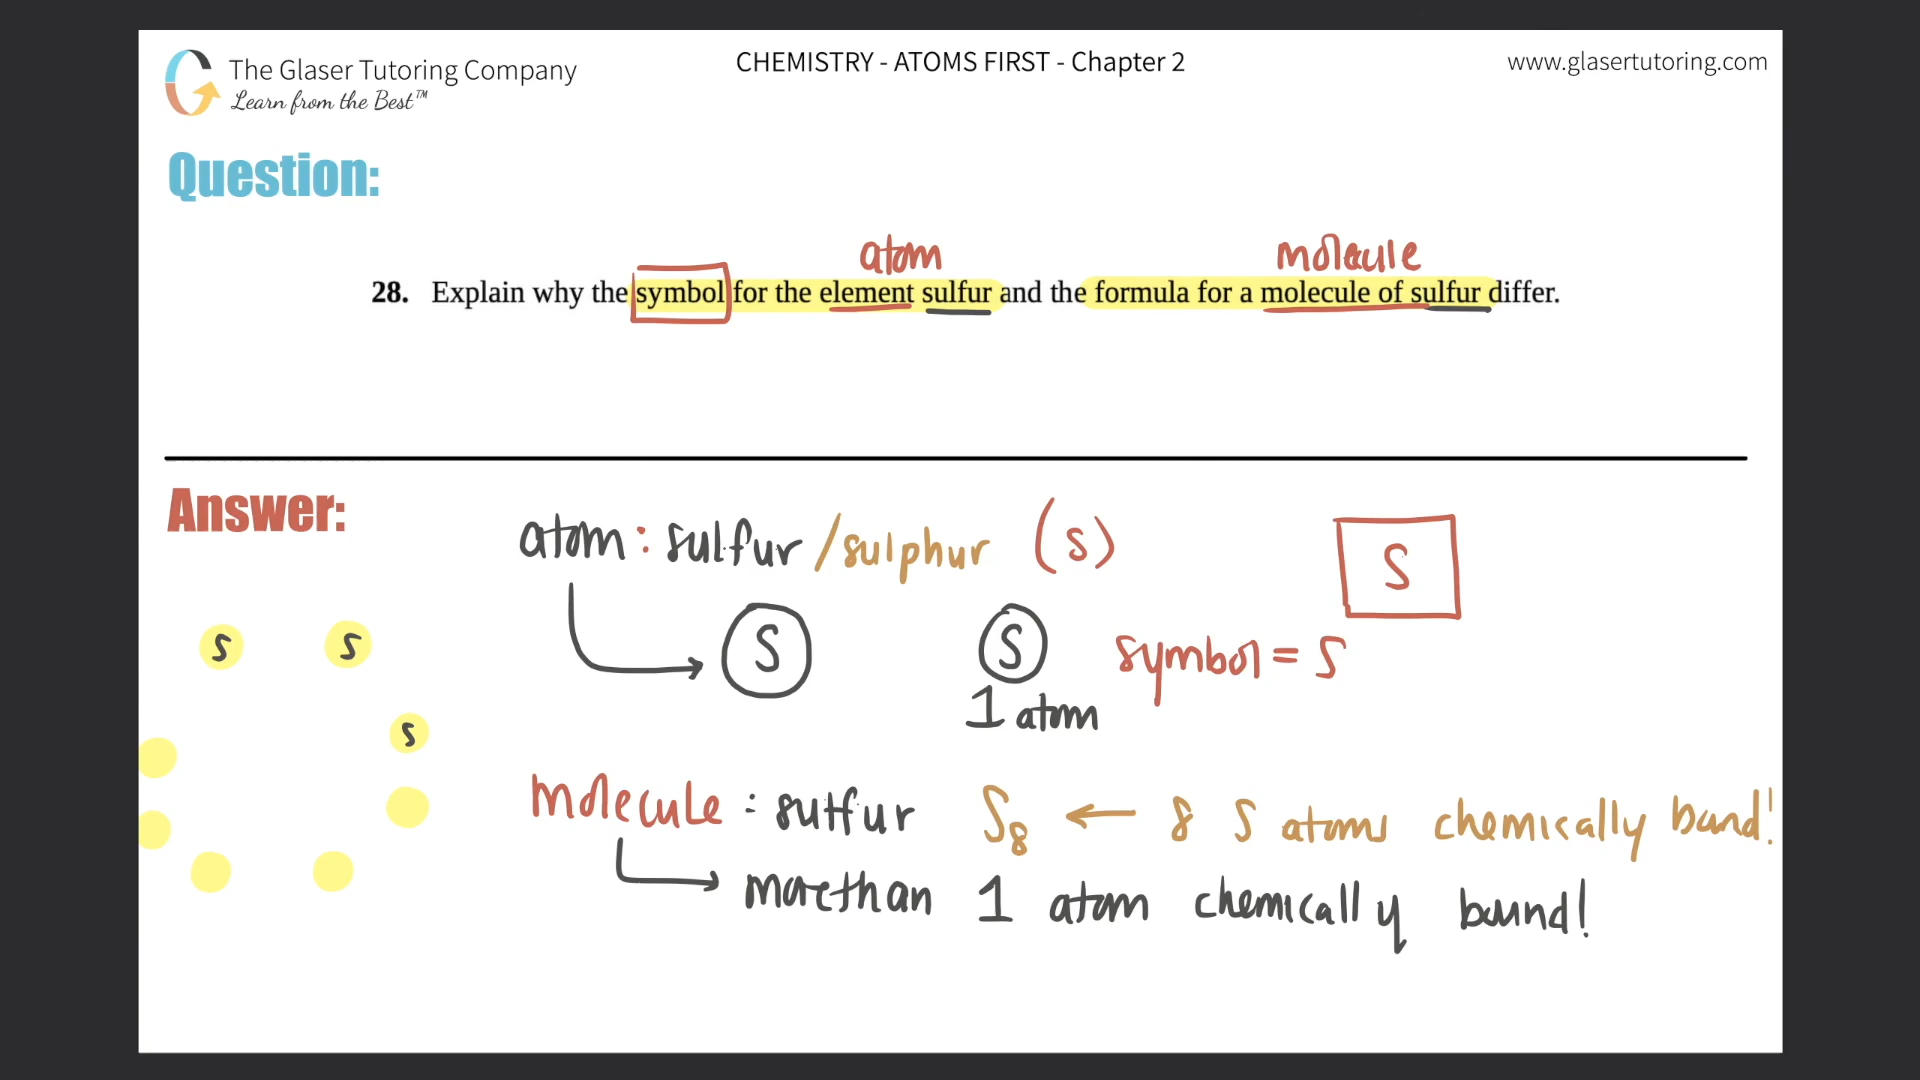 The Glaser Tutoring Company
Learn from the Best™
CHEMISTRY - ATOMS FIRST - Chapter 2
www.glasertutoring.com
Question:
atom
molecule
28. Explain why the symbol for the element sulfur and the formula for a molecule of sulfur differ.
Answer:
atom: sulfur/sulphur (s)
S
S
S
symbol = S
1 atom
S S
S
molecule: sulfur S8 ← 8 S atoms chemically bound!
more than 1 atom chemically bound!